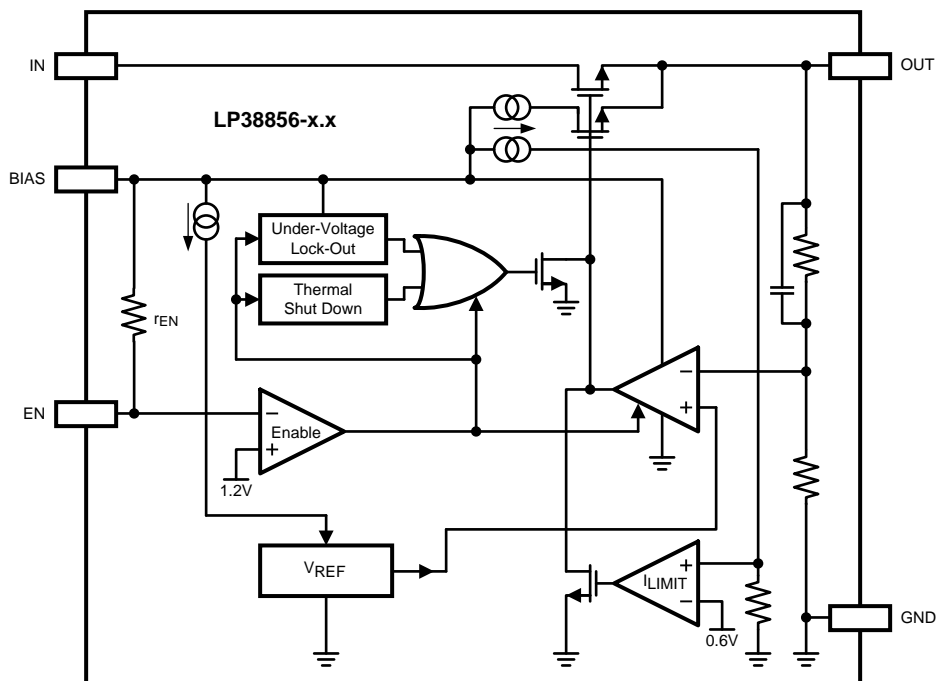 IN
OUT
LP38856-x.x
BIAS
Under-Voltage
Lock-Out
Thermal
Shut Down
rEN
−
+
EN
−
Enable
+
1.2V
VREF
+
ILIMIT
−
0.6V
GND